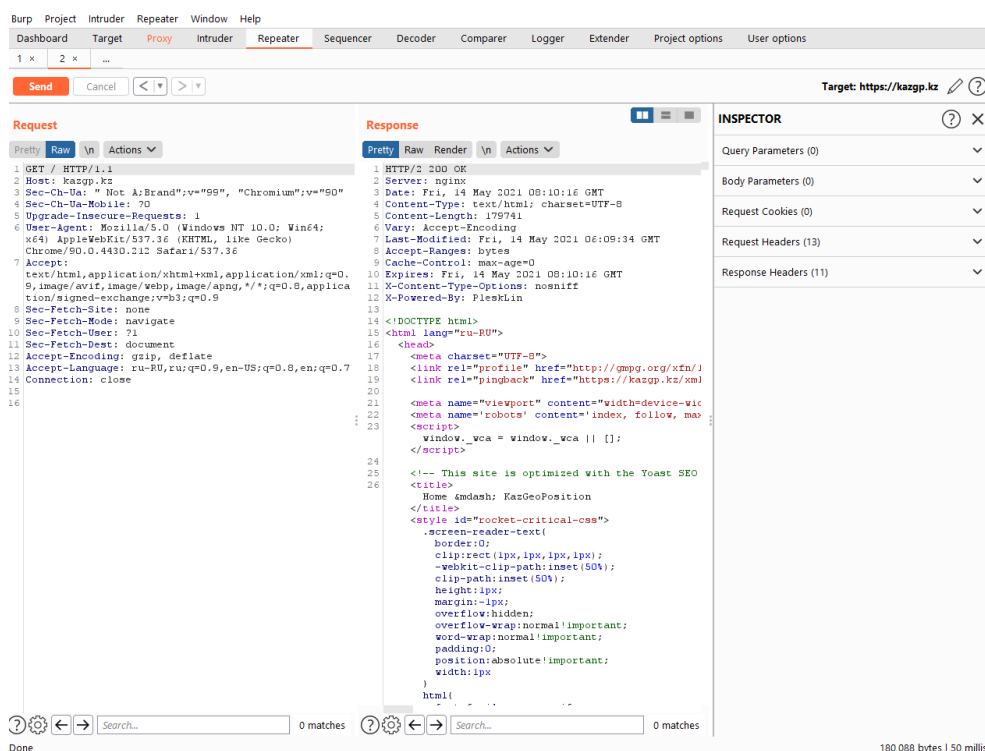 Burp Project Intruder Repeater Window Help
Dashboard Target Proxy Intruder Repeater Sequencer Decoder Comparer Logger Extender Project options User options
1 × 2 × ...
Send Cancel < > Target: https://kazgp.kz
Request
Pretty Raw \n Actions
1 GET / HTTP/1.1
2 Host: kazgp.kz
3 Sec-Ch-Ua: " Not A;Brand";v="99", "Chromium";v="90"
4 Sec-Ch-Ua-Mobile: ?0
5 Upgrade-Insecure-Requests: 1
6 User-Agent: Mozilla/5.0 (Windows NT 10.0; Win64;
x64) AppleWebKit/537.36 (KHTML, like Gecko)
Chrome/90.0.4430.212 Safari/537.36
7 Accept:
text/html,application/xhtml+xml,application/xml;q=0.
9,image/avif,image/webp,image/apng,*/*;q=0.8,applica
tion/signed-exchange;v=b3;q=0.9
8 Sec-Fetch-Site: none
9 Sec-Fetch-Mode: navigate
10 Sec-Fetch-User: ?1
11 Sec-Fetch-Dest: document
12 Accept-Encoding: gzip, deflate
13 Accept-Language: ru-RU,ru;q=0.9,en-US;q=0.8,en;q=0.7
14 Connection: close
15
16
Search... 0 matches
Response
Pretty Raw Render \n Actions
1 HTTP/2 200 OK
2 Server: nginx
3 Date: Fri, 14 May 2021 08:10:16 GMT
4 Content-Type: text/html; charset=UTF-8
5 Content-Length: 179741
6 Vary: Accept-Encoding
7 Last-Modified: Fri, 14 May 2021 06:09:34 GMT
8 Accept-Ranges: bytes
9 Cache-Control: max-age=0
10 Expires: Fri, 14 May 2021 08:10:16 GMT
11 X-Content-Type-Options: nosniff
12 X-Powered-By: PleskLin
13
14 <!DOCTYPE html>
15 <html lang="ru-RU">
16 <head>
17 <meta charset="UTF-8">
18 <link rel="profile" href="http://gmpg.org/xfn/1
19 <link rel="pingback" href="https://kazgp.kz/xml
20
21 <meta name="viewport" content="width=device-wid
22 <meta name='robots' content='index, follow, max
23 <script>
window._wca = window._wca || [];
</script>
24
25 <!-- This site is optimized with the Yoast SEO
26 <title>
Home &mdash; KazGeoPosition
</title>
<style id="rocket-critical-css">
.screen-reader-text{
border:0;
clip:rect(1px,1px,1px,1px);
-webkit-clip-path:inset(50%);
clip-path:inset(50%);
height:1px;
margin:-1px;
overflow:hidden;
overflow-wrap:normal!important;
word-wrap:normal!important;
padding:0;
position:absolute!important;
width:1px
}
html{
Search... 0 matches
INSPECTOR
Query Parameters (0)
Body Parameters (0)
Request Cookies (0)
Request Headers (13)
Response Headers (11)
Done 180,088 bytes | 50 millis